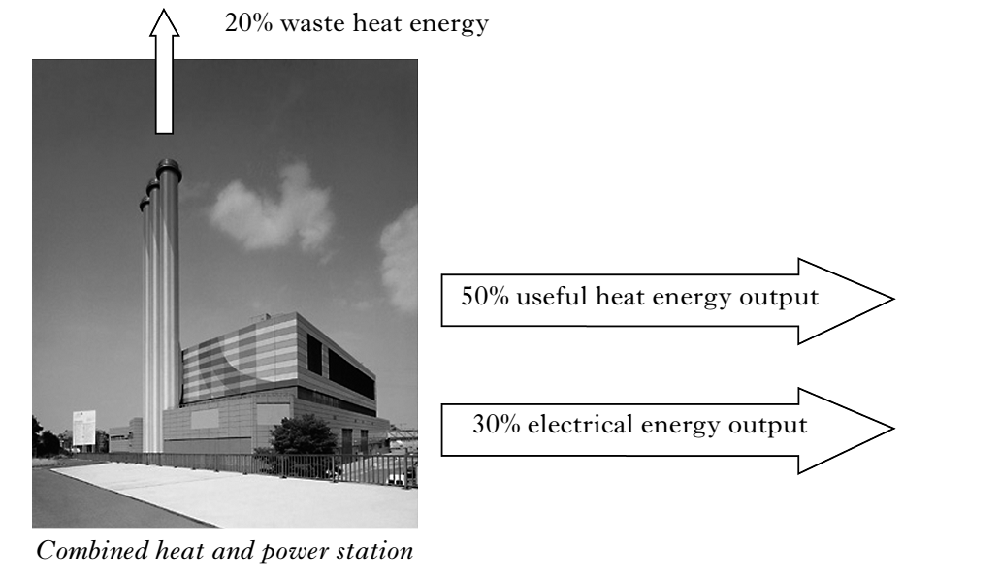 20% waste heat energy
50% useful heat energy output
30% electrical energy output
Combined heat and power station